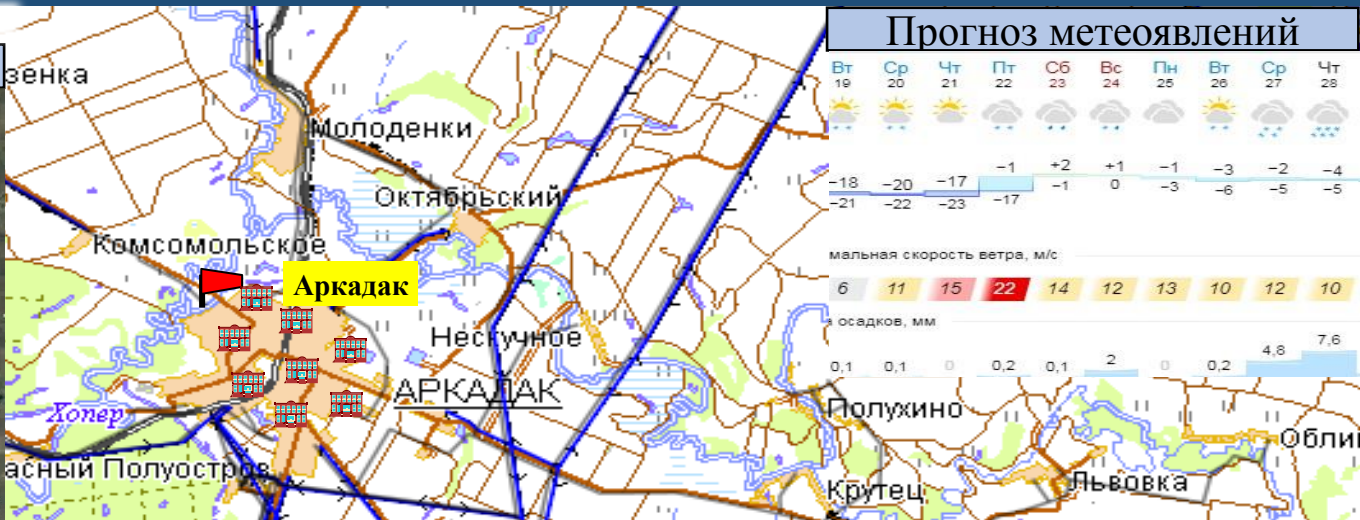 Прогноз метеоявлений
Вт Ср Чт Пт Сб Вс Пн Вт Ср Чт
19 20 21 22 23 24 25 26 27 28
−18 −20 −17 −1 +2 +1 −1 −3 −2 −4
−21 −22 −23 −17 −1 0 −3 −6 −5 −5
мальная скорость ветра, м/с
6 11 15 22 14 12 13 10 12 10
осадков, мм
0,1 0,1 0 0,2 0,1 2 0 0,2 4,8 7,6
зенка
Молоденки
Октябрьский
Комсомольское
Аркадак
Нескучное
АРКАДАК
Хопер
асный Полуостров
Полухино
Крутец
Львовка
Обли